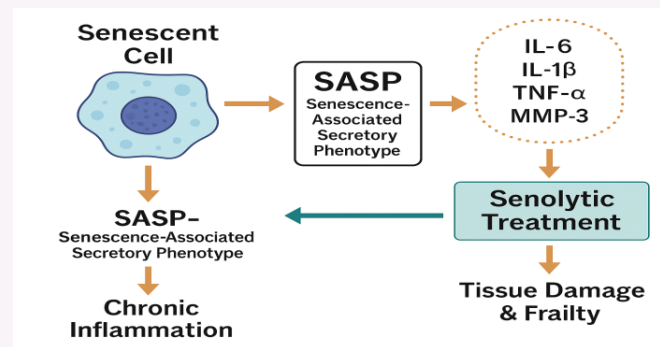 Senescent
Cell
SASP
Senescence-
Associated
Secretory
Phenotype
IL-6
IL-1β
TNF-α
MMP-3
SASP–
Senescence-Associated
Secretory Phenotype
Senolytic
Treatment
Chronic
Inflammation
Tissue Damage
& Frailty